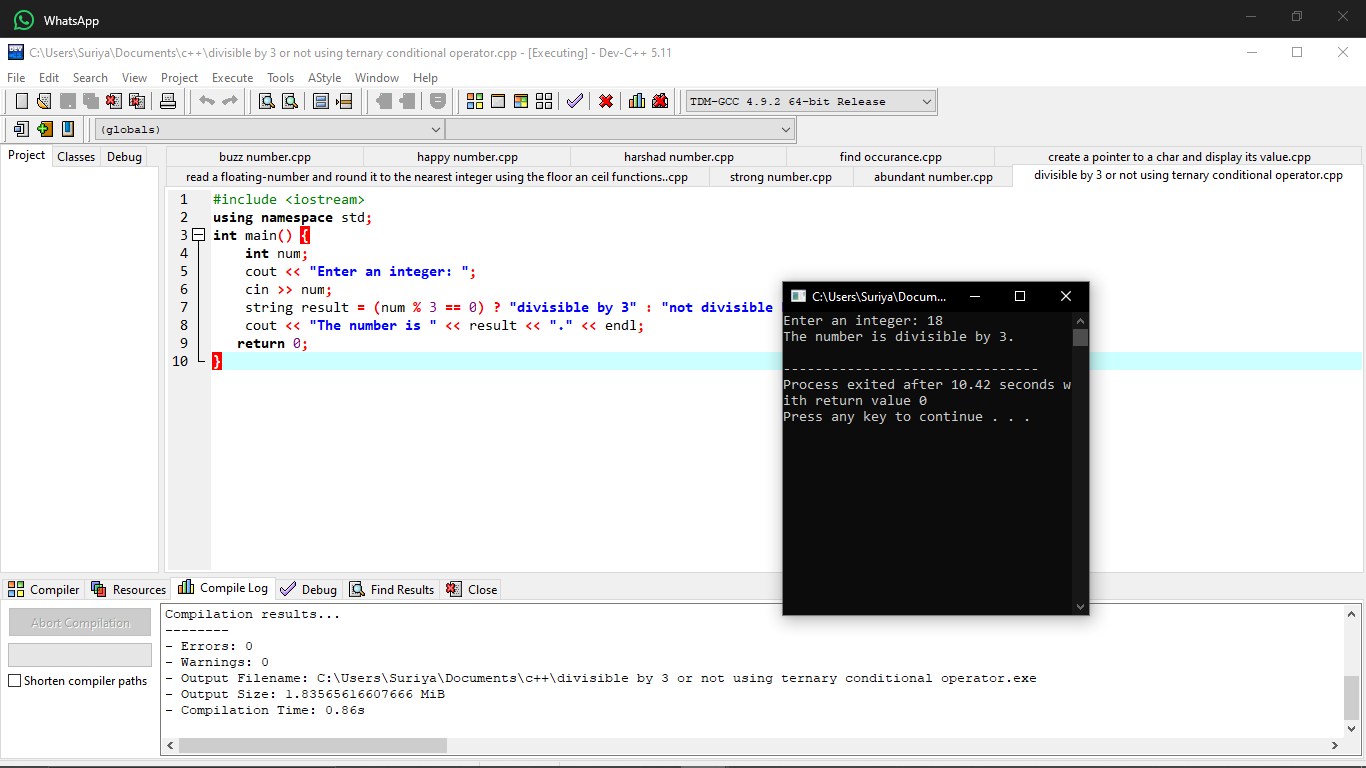 WhatsApp
C:\Users\Suriya\Documents\c++\divisible by 3 or not using ternary conditional operator.cpp - [Executing] - Dev-C++ 5.11
File Edit Search View Project Execute Tools AStyle Window Help
TDM-GCC 4.9.2 64-bit Release
(globals)
Project Classes Debug
buzz number.cpp happy number.cpp harshad number.cpp find occurance.cpp create a pointer to a char and display its value.cpp
read a floating-number and round it to the nearest integer using the floor an ceil functions..cpp strong number.cpp abundant number.cpp divisible by 3 or not using ternary conditional operator.cpp
1 #include <iostream>
2 using namespace std;
3 int main() {
4 int num;
5 cout << "Enter an integer: ";
6 cin >> num;
7 string result = (num % 3 == 0) ? "divisible by 3" : "not divisible
8 cout << "The number is " << result << "." << endl;
9 return 0;
10 }
C:\Users\Suriya\Docum...
Enter an integer: 18
The number is divisible by 3.
--------------------------------
Process exited after 10.42 seconds w
ith return value 0
Press any key to continue . . .
Compiler Resources Compile Log Debug Find Results Close
Abort Compilation
Shorten compiler paths
Compilation results...
--------
- Errors: 0
- Warnings: 0
- Output Filename: C:\Users\Suriya\Documents\c++\divisible by 3 or not using ternary conditional operator.exe
- Output Size: 1.83565616607666 MiB
- Compilation Time: 0.86s